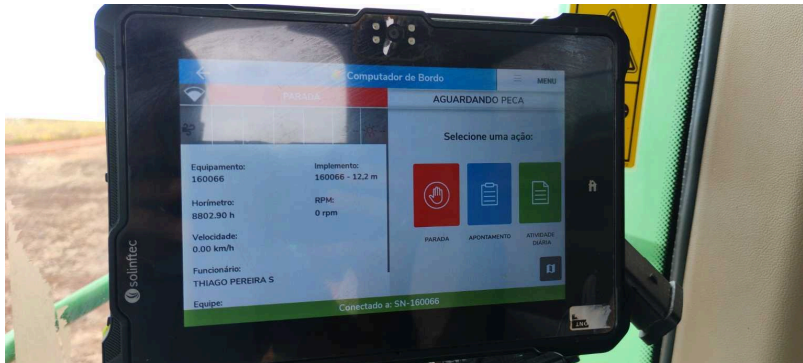 Computador de Bordo
MENU
PARADA
AGUARDANDO PECA
Selecione uma ação:
Equipamento:
160066
Implemento:
160066 - 12,2 m
Horímetro:
8802.90 h
RPM:
0 rpm
Velocidade:
0.00 km/h
Funcionário:
THIAGO PEREIRA S
Equipe:
PARADA
APONTAMENTO
ATIVIDADE
DIÁRIA
Conectado a: SN-160066
solinftec